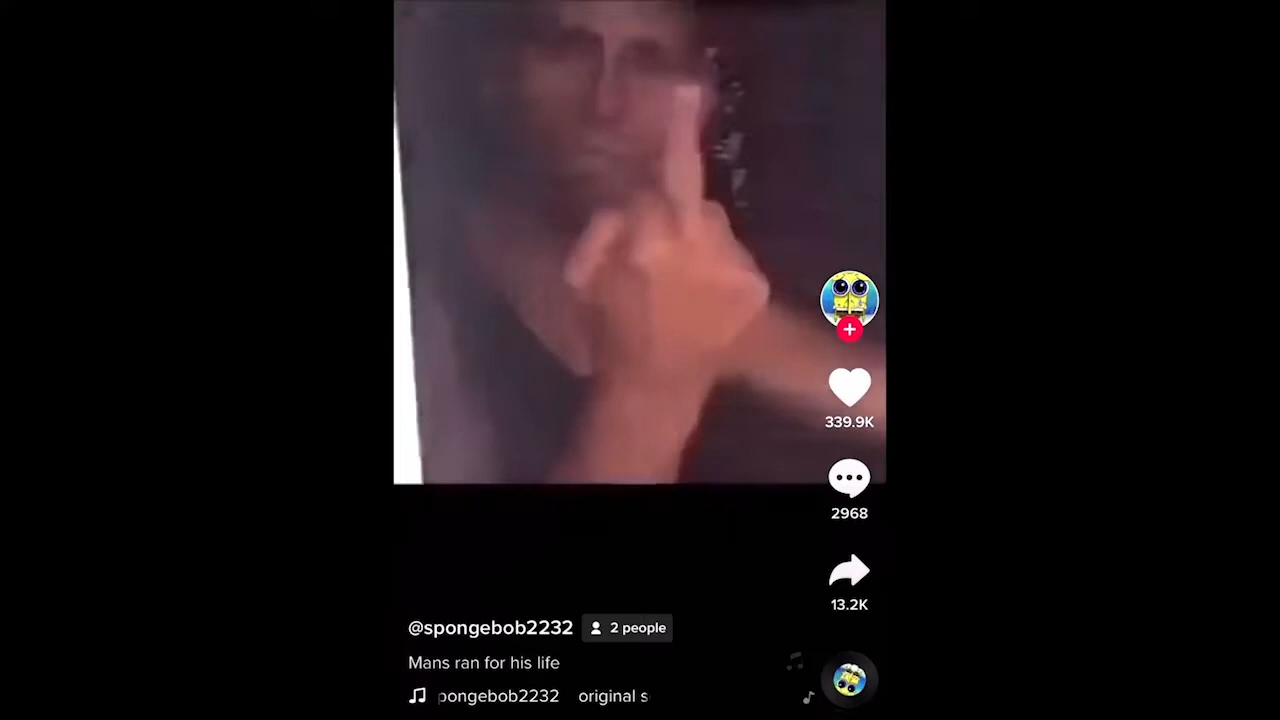 339.9K
2968
13.2K
@spongebob2232 2 people
Mans ran for his life
pongebob2232 original s